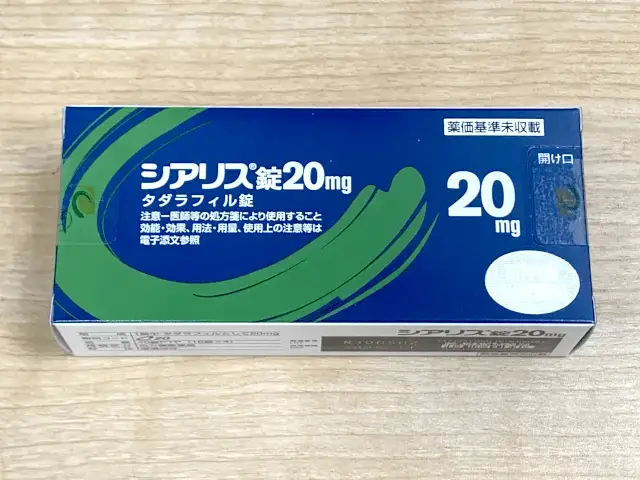 薬価基準未収載
開け口
シアリス®錠20mg
タダラフィル錠
注意ー医師等の処方箋により使用すること
効能・効果、用法・用量、使用上の注意等は
電子添文参照
20
mg
シアリス錠20mg